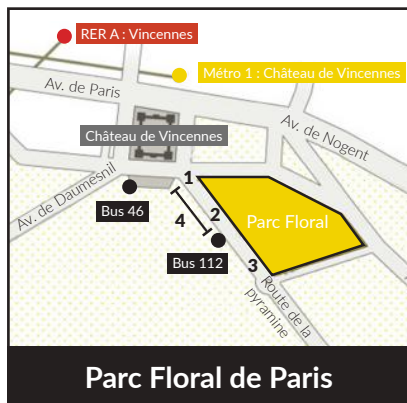 RER A : Vincennes
Métro 1 : Château de Vincennes
Av. de Paris
Av. de Nogent
Château de Vincennes
Av. de Daumesnil
1
Bus 46
2
4
Parc Floral
Bus 112
3
Route de la
pyramine
Parc Floral de Paris